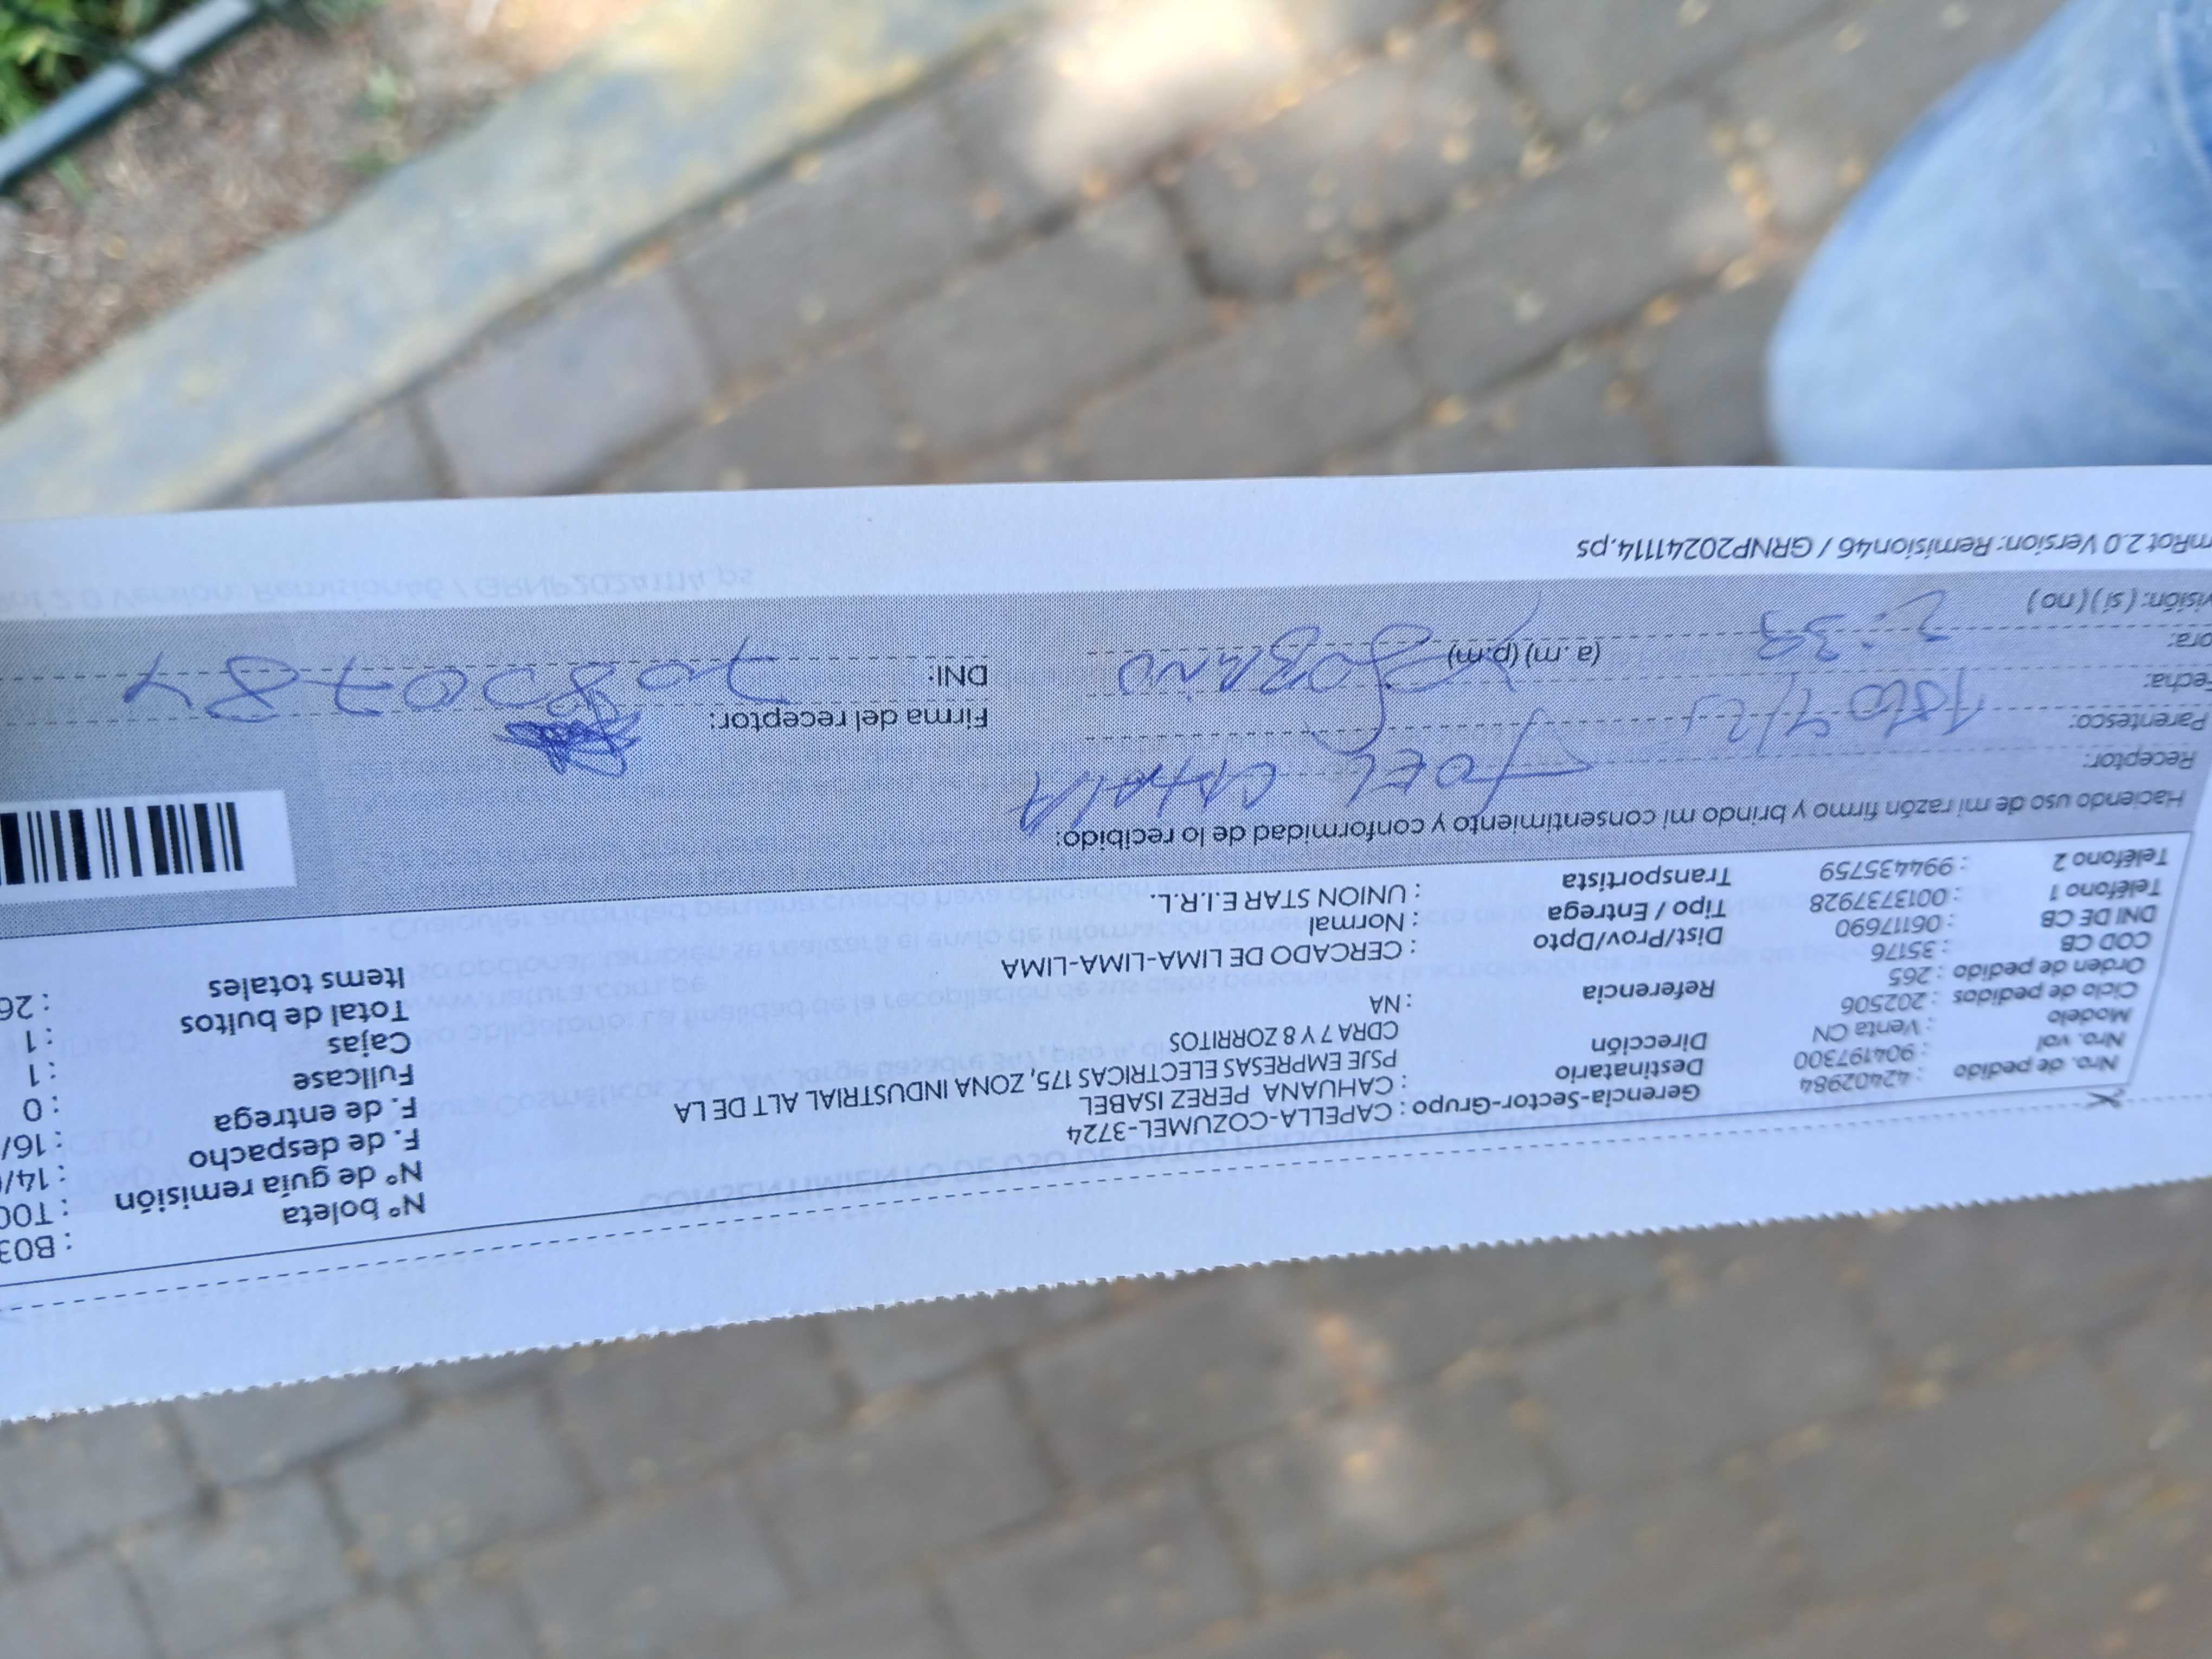 Nro. de pedido : 42402984
Nro. vol : 904197300
Modelo : Venta CN
Ciclo de pedidos : 202506
Orden de pedido : 265
COD CB : 35176
DNI DE CB : 06117690
Teléfono 1 : 001373792​8
Teléfono 2 : 994435759
Gerencia-Sector-Grupo : CAPELLA-COZUMEL-3724
Destinatario : CAHUANA PEREZ ISABEL
Dirección PSJE EMPRESAS ELECTRICAS 175, ZONA INDUSTRIAL ALT DE LA
CDRA 7 Y 8 ZORRITOS
Referencia : NA
Dist/Prov/Dpto : CERCADO DE LIMA-LIMA-LIMA
Tipo / Entrega : Normal
Transportista : UNION STAR E.I.R.L.
N° boleta : B03
N° de guía remisión : T00
F. de despacho : 14/
F. de entrega : 16/
Fullcase : 0
Cajas : 1
Total de bultos : 1
Items totales : 26
Haciendo uso de mi razón firmo y brindo mi consentimiento y conformidad de lo recibido:
Receptor: JOEL
Parentesco:
Firma del receptor:
Fecha:
DNI:
ora: 2:39 (a.m) (p.m)
visión: (sí) (no)
mRot 2.0 Version: Remision46 / GRNP20241114.ps